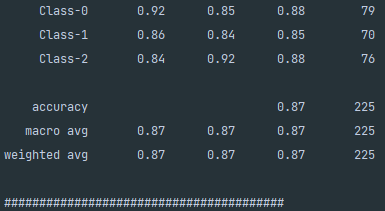 Class-0 0.92 0.85 0.88 79
Class-1 0.86 0.84 0.85 70
Class-2 0.84 0.92 0.88 76
accuracy 0.87 225
macro avg 0.87 0.87 0.87 225
weighted avg 0.87 0.87 0.87 225
########################################